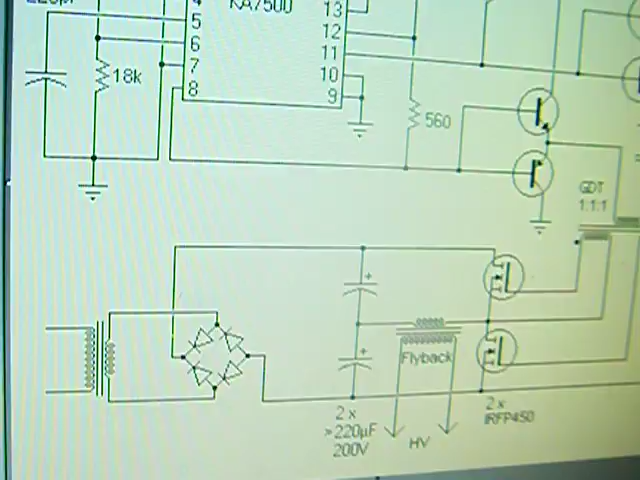 KA7500
4
5
6
7
8
13
12
11
10
9
18k
560
GDT
1:1:1
+
+
Flyback
2 x
>220µF
200V
HV
2 x
IRFP450